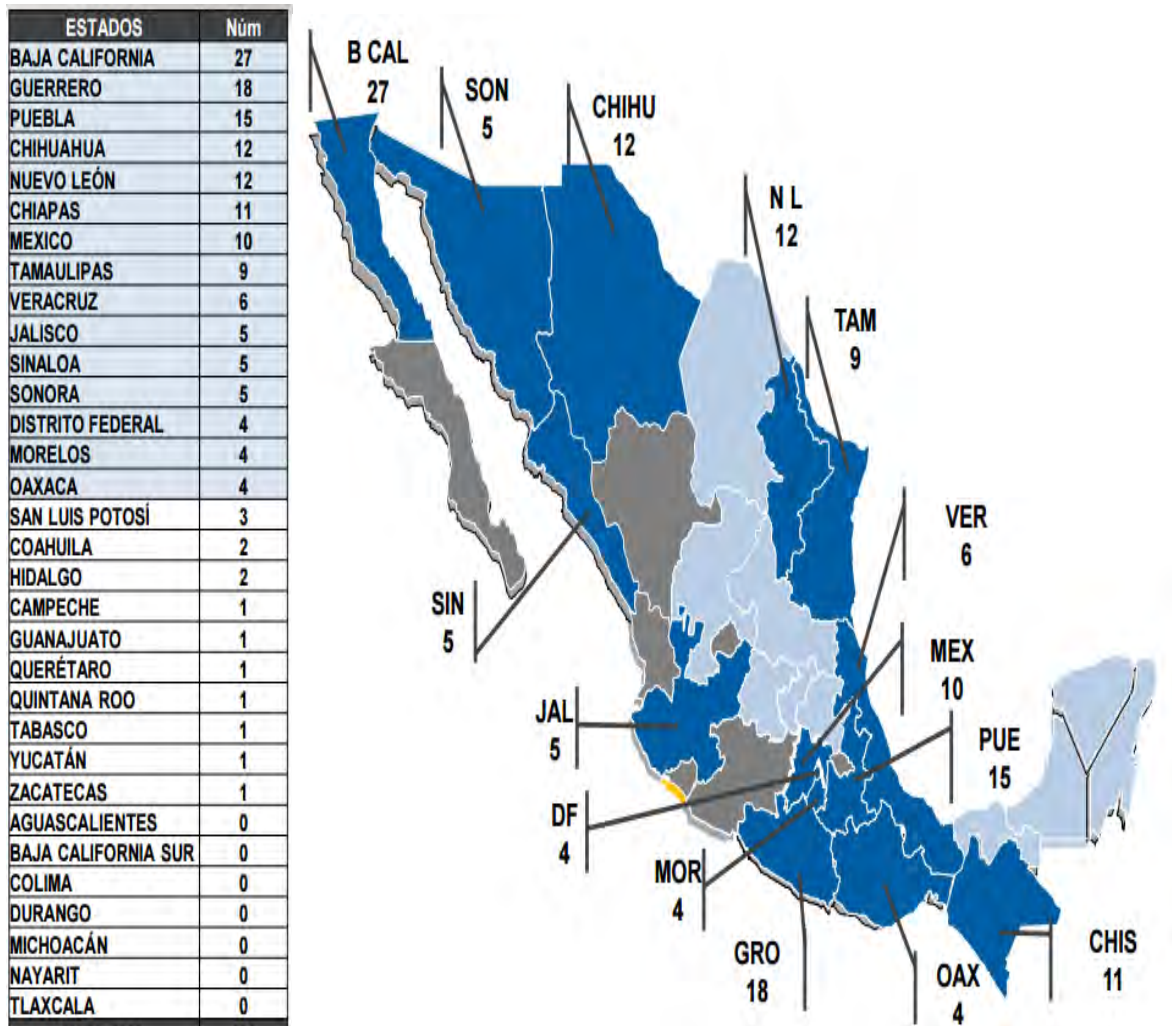 ESTADOS Núm
BAJA CALIFORNIA 27
GUERRERO 18
PUEBLA 15
CHIHUAHUA 12
NUEVO LEÓN 12
CHIAPAS 11
MEXICO 10
TAMAULIPAS 9
VERACRUZ 6
JALISCO 5
SINALOA 5
SONORA 5
DISTRITO FEDERAL 4
MORELOS 4
OAXACA 4
SAN LUIS POTOSÍ 3
COAHUILA 2
HIDALGO 2
CAMPECHE 1
GUANAJUATO 1
QUERÉTARO 1
QUINTANA ROO 1
TABASCO 1
YUCATÁN 1
ZACATECAS 1
AGUASCALIENTES 0
BAJA CALIFORNIA SUR 0
COLIMA 0
DURANGO 0
MICHOACÁN 0
NAYARIT 0
TLAXCALA 0
B CAL
27
SON
5
CHIHU
12
N L
12
TAM
9
VER
6
SIN
5
MEX
10
JAL
5
PUE
15
DF
4
MOR
4
GRO
18
OAX
4
CHIS
11